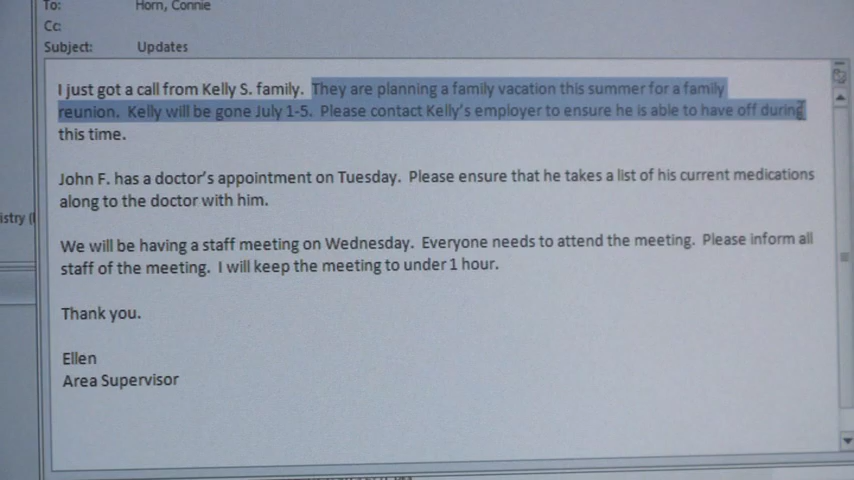 To: Horn, Connie
Cc:
Subject: Updates
I just got a call from Kelly S. family. They are planning a family vacation this summer for a family
reunion. Kelly will be gone July 1-5. Please contact Kelly's employer to ensure he is able to have off during
this time.
John F. has a doctor's appointment on Tuesday. Please ensure that he takes a list of his current medications
along to the doctor with him.
istry (
We will be having a staff meeting on Wednesday. Everyone needs to attend the meeting. Please inform all
staff of the meeting. I will keep the meeting to under 1 hour.
Thank you.
Ellen
Area Supervisor